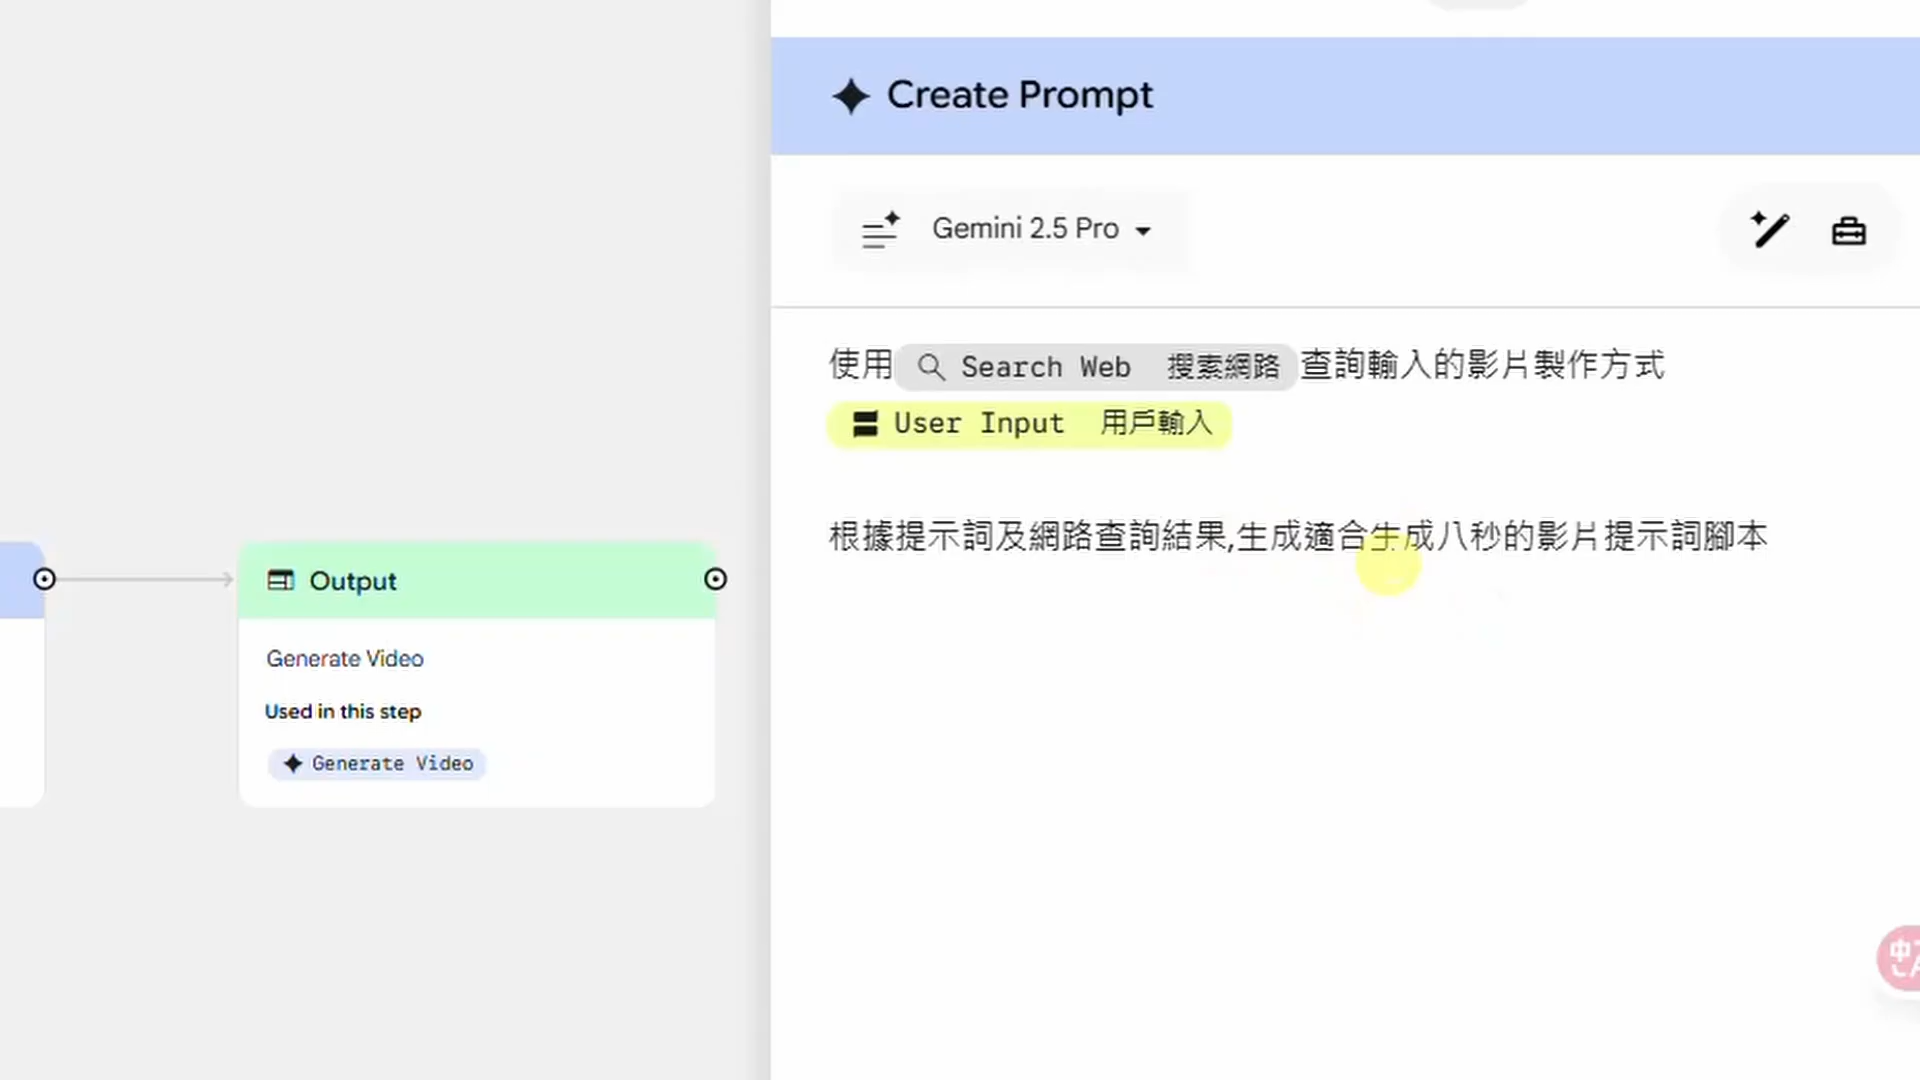 Create Prompt
Gemini 2.5 Pro
使用 Search Web 搜索網路 查詢輸入的影片製作方式
User Input 用戶輸入
根據提示詞及網路查詢結果,生成適合生成八秒的影片提示詞腳本
Output
Generate Video
Used in this step
Generate Video
中